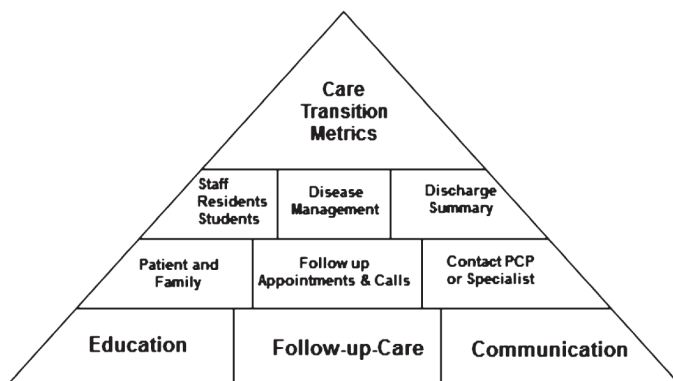 Care
Transition
Metrics
Staff
Residents
Students
Disease
Management
Discharge
Summary
Patient and
Family
Follow up
Appointments & Calls
Contact PCP
or Specialist
Education
Follow-up-Care
Communication